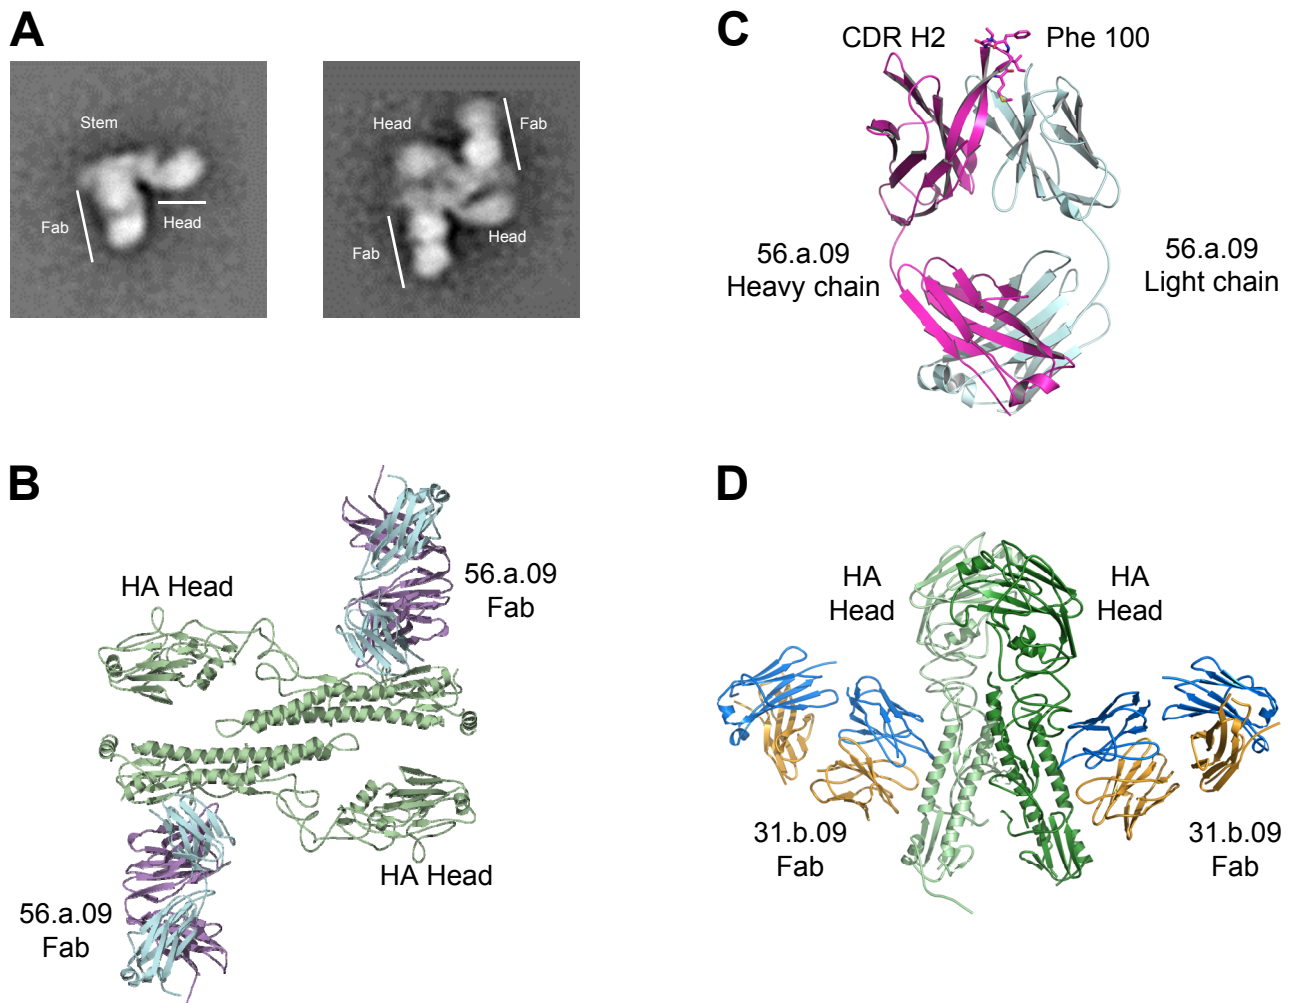 A
Stem
Fab
Head
Head
Fab
Fab
Head
B
HA Head
56.a.09
Fab
HA Head
56.a.09
Fab
C
CDR H2
Phe 100
56.a.09
Heavy chain
56.a.09
Light chain
D
HA
Head
HA
Head
31.b.09
Fab
31.b.09
Fab